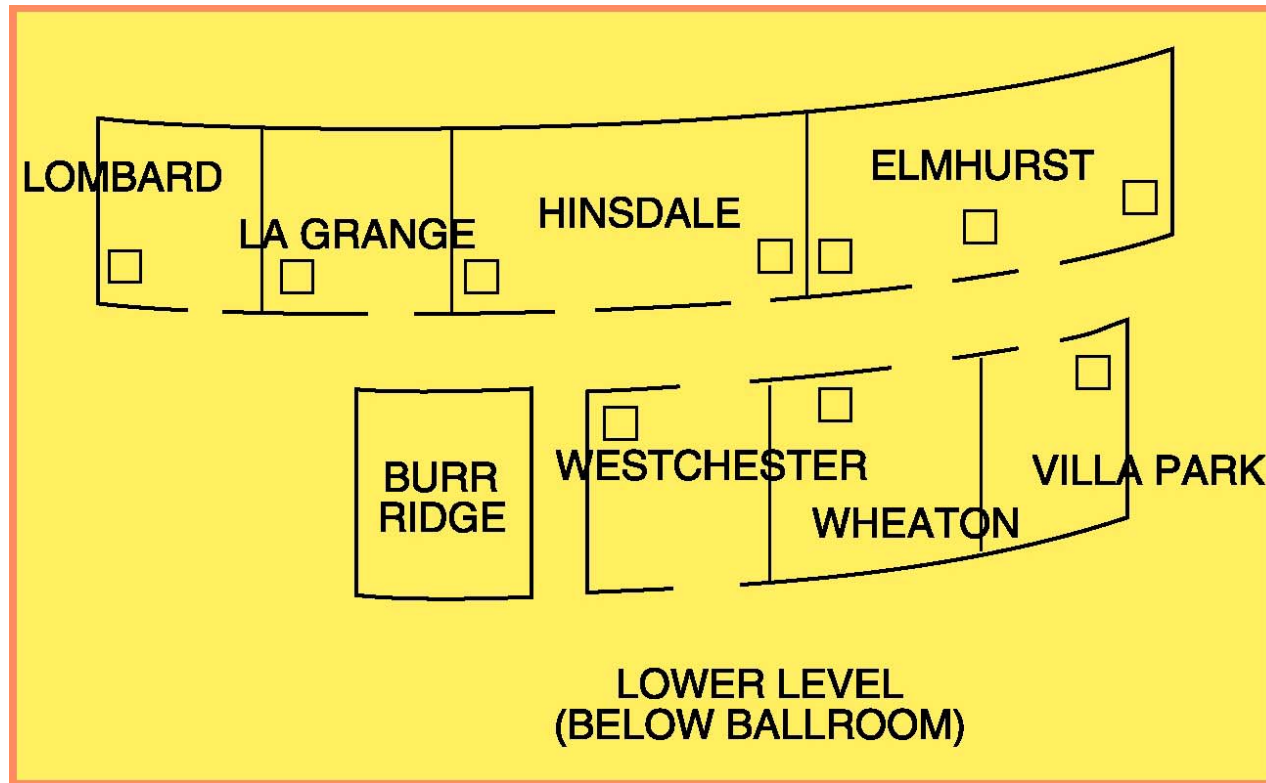 LOMBARD
LA GRANGE
HINSDALE
ELMHURST
BURR
RIDGE
WESTCHESTER
WHEATON
VILLA PARK
LOWER LEVEL
(BELOW BALLROOM)